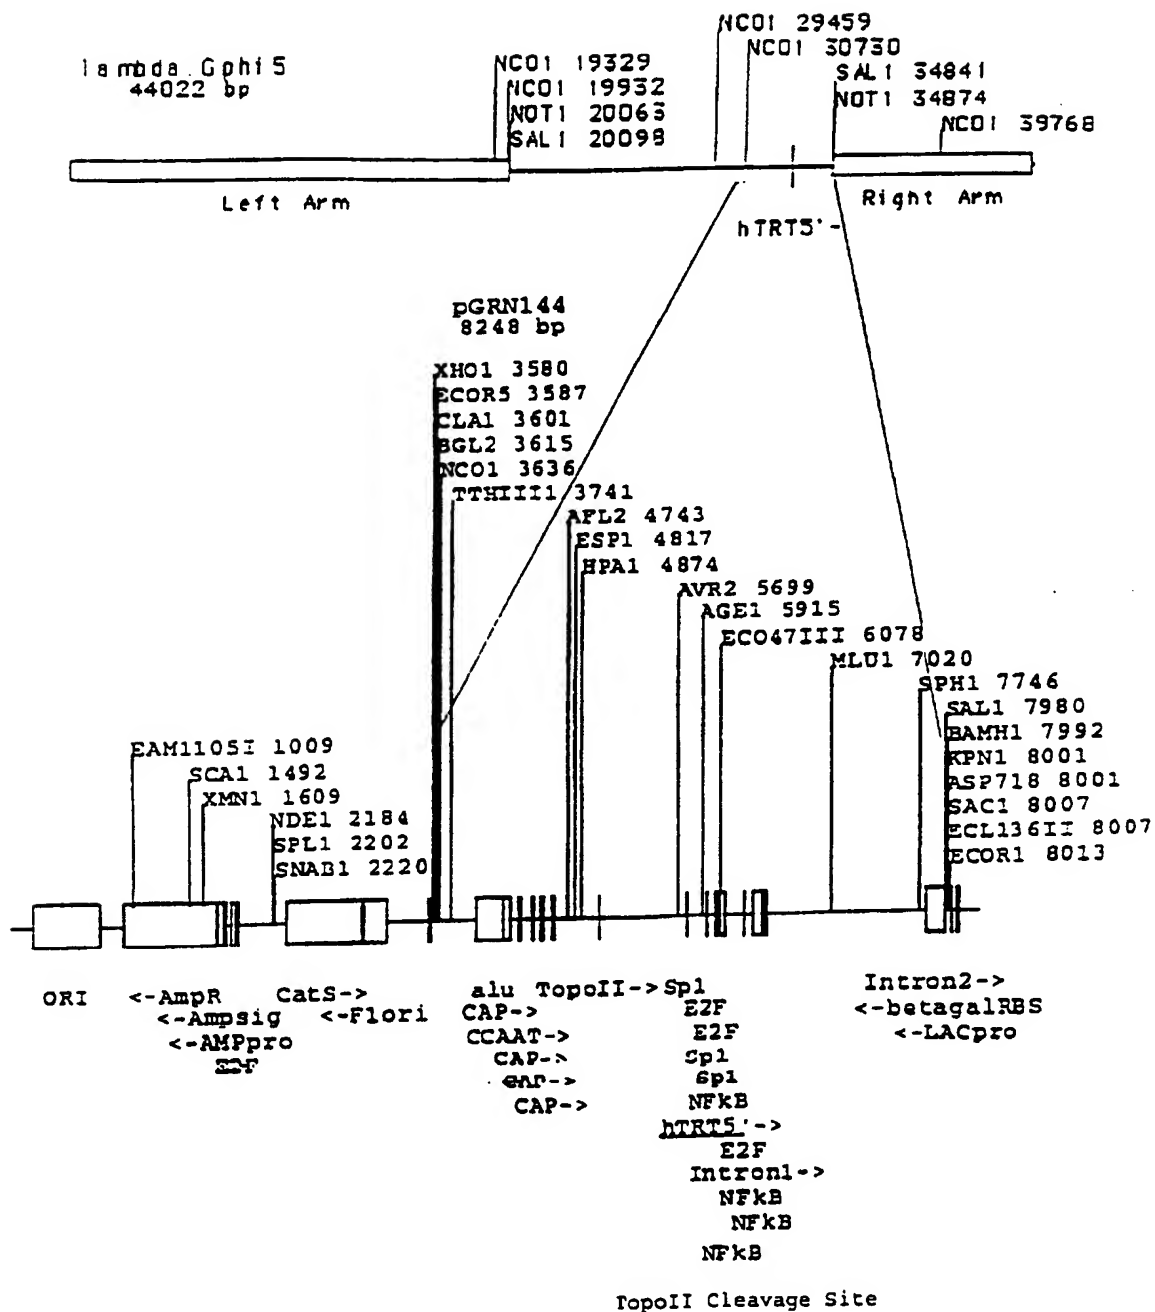 lambda Gphi5
44022 bp
NCO1 19329
NCO1 19932
NOT1 20063
SAL1 20098
NCO1 29459
NCO1 30730
SAL1 34841
NOT1 34874
NCO1 39768
Left Arm
Right Arm
hTRT5'-
pGRN144
8248 bp
XHO1 3580
ECOR5 3587
CLA1 3601
BGL2 3615
NCO1 3636
TTHIII1 3741
AFL2 4743
ESP1 4817
HPA1 4874
AVR2 5699
AGE1 5915
ECO47III 6078
MLU1 7020
SPH1 7746
SAL1 7980
BAMH1 7992
KPN1 8001
ASP718 8001
SAC1 8007
ECL136II 8007
ECOR1 8013
EAM1105I 1009
SCA1 1492
XMN1 1609
NDE1 2184
SPL1 2202
SNAB1 2220
ORI
<-AmpR
<-Ampsig
<-AMPpro
E2F
CatS->
<-Flori
alu
CAP->
CCAAT->
CAP->
CAP->
CAP->
TopoII->
Sp1
E2F
E2F
Sp1
Sp1
NFkB
hTRT5'->
E2F
Intron1->
NFkB
NFkB
NFkB
Intron2->
<-betagalRBS
<-LACpro
TopoII Cleavage Site